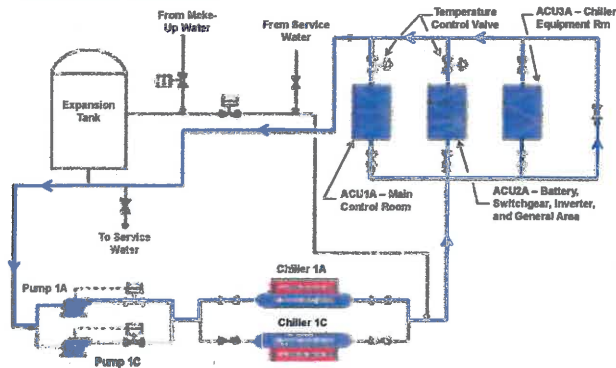 From Make-
Up Water
From Service
Water
Temperature
Control Valve
ACU3A – Chiller
Equipment Rm
Expansion
Tank
ACU1A – Main
Control Room
ACU2A – Battery,
Switchgear, Inverter,
and General Area
To Service
Water
Pump 1A
Chiller 1A
Chiller 1C
Pump 1C